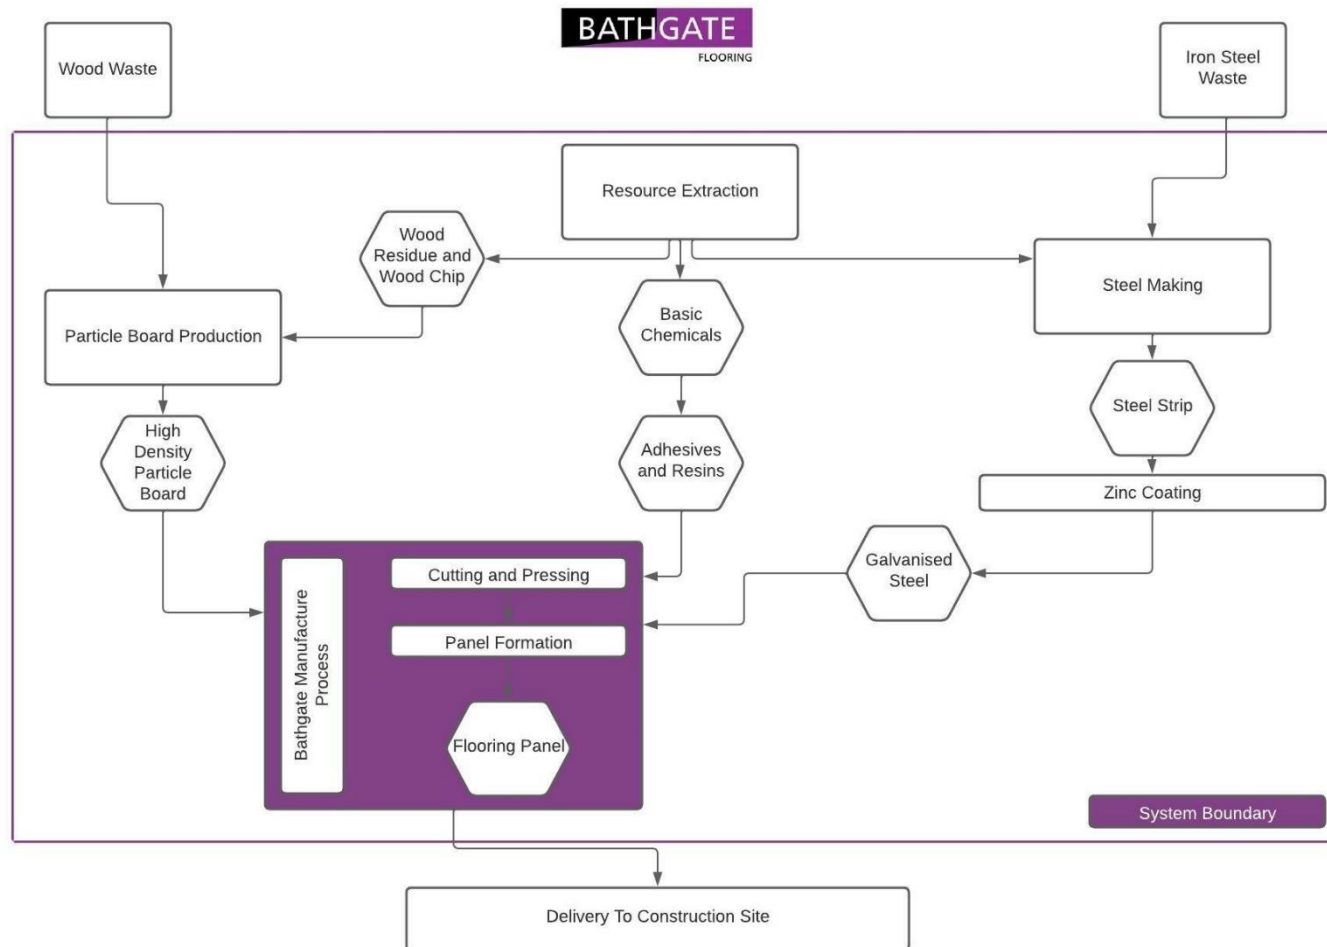 BATHGATE
FLOORING
Wood Waste
Iron Steel
Waste
Resource Extraction
Wood
Residue and
Wood Chip
Basic
Chemicals
Steel Making
Particle Board Production
Steel Strip
High
Density
Particle
Board
Adhesives
and Resins
Zinc Coating
Galvanised
Steel
Bathgate Manufacture
Process
Cutting and Pressing
Panel Formation
Flooring Panel
System Boundary
Delivery To Construction Site